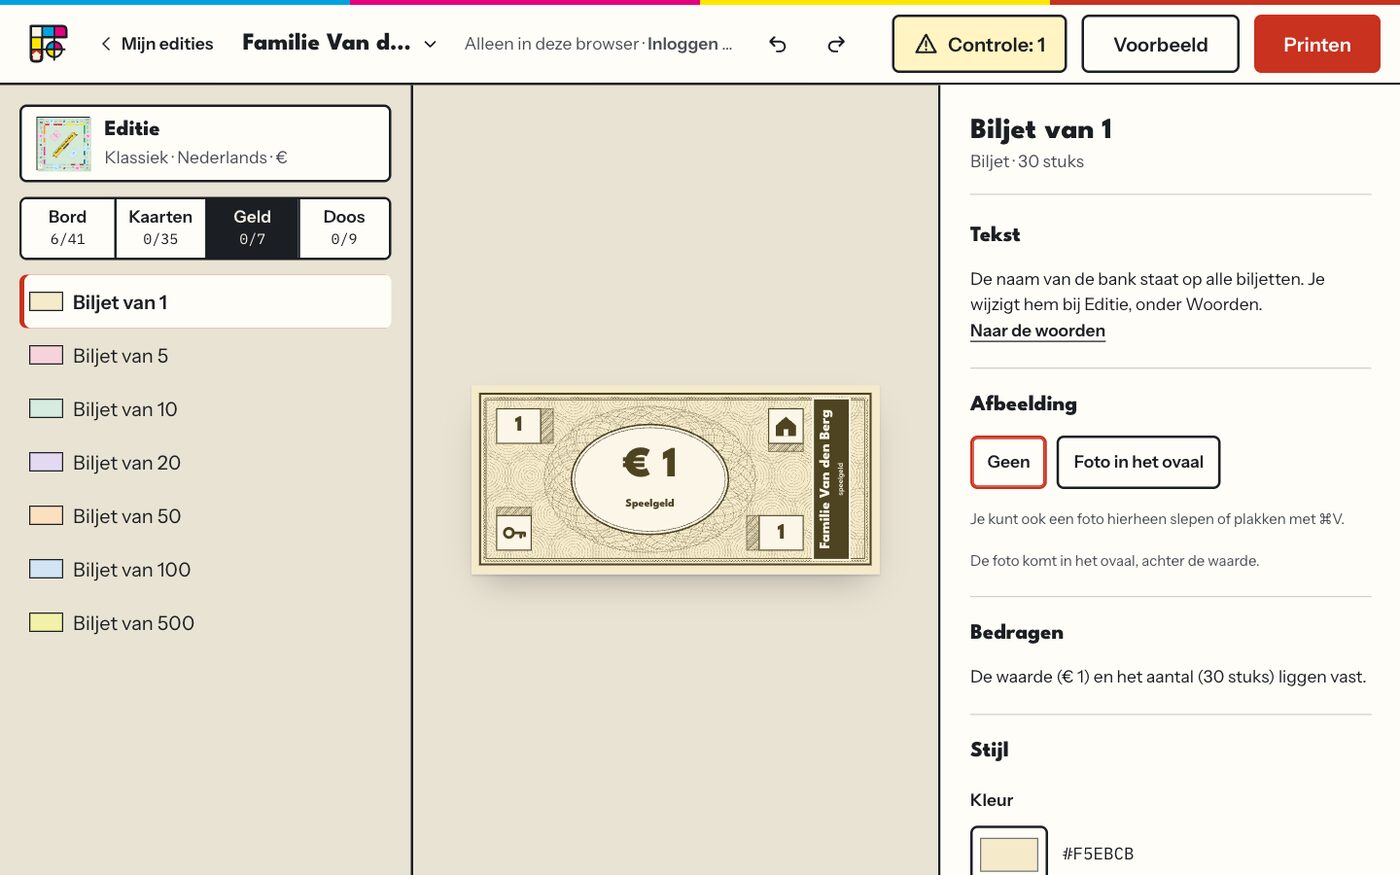 Mijn edities
Familie Van d...
Alleen in deze browser · Inloggen ...
Controle: 1
Voorbeeld
Printen
Editie
Klassiek · Nederlands · €
Bord
6/41
Kaarten
0/35
Geld
0/7
Doos
0/9
Biljet van 1
Biljet van 5
Biljet van 10
Biljet van 20
Biljet van 50
Biljet van 100
Biljet van 500
1
€ 1
Speelgeld
1
Familie Van den Berg
speelgeld
Biljet van 1
Biljet · 30 stuks
Tekst
De naam van de bank staat op alle biljetten. Je
wijzigt hem bij Editie, onder Woorden.
Naar de woorden
Afbeelding
Geen
Foto in het ovaal
Je kunt ook een foto hierheen slepen of plakken met ⌘V.
De foto komt in het ovaal, achter de waarde.
Bedragen
De waarde (€ 1) en het aantal (30 stuks) liggen vast.
Stijl
Kleur
#F5EBCB